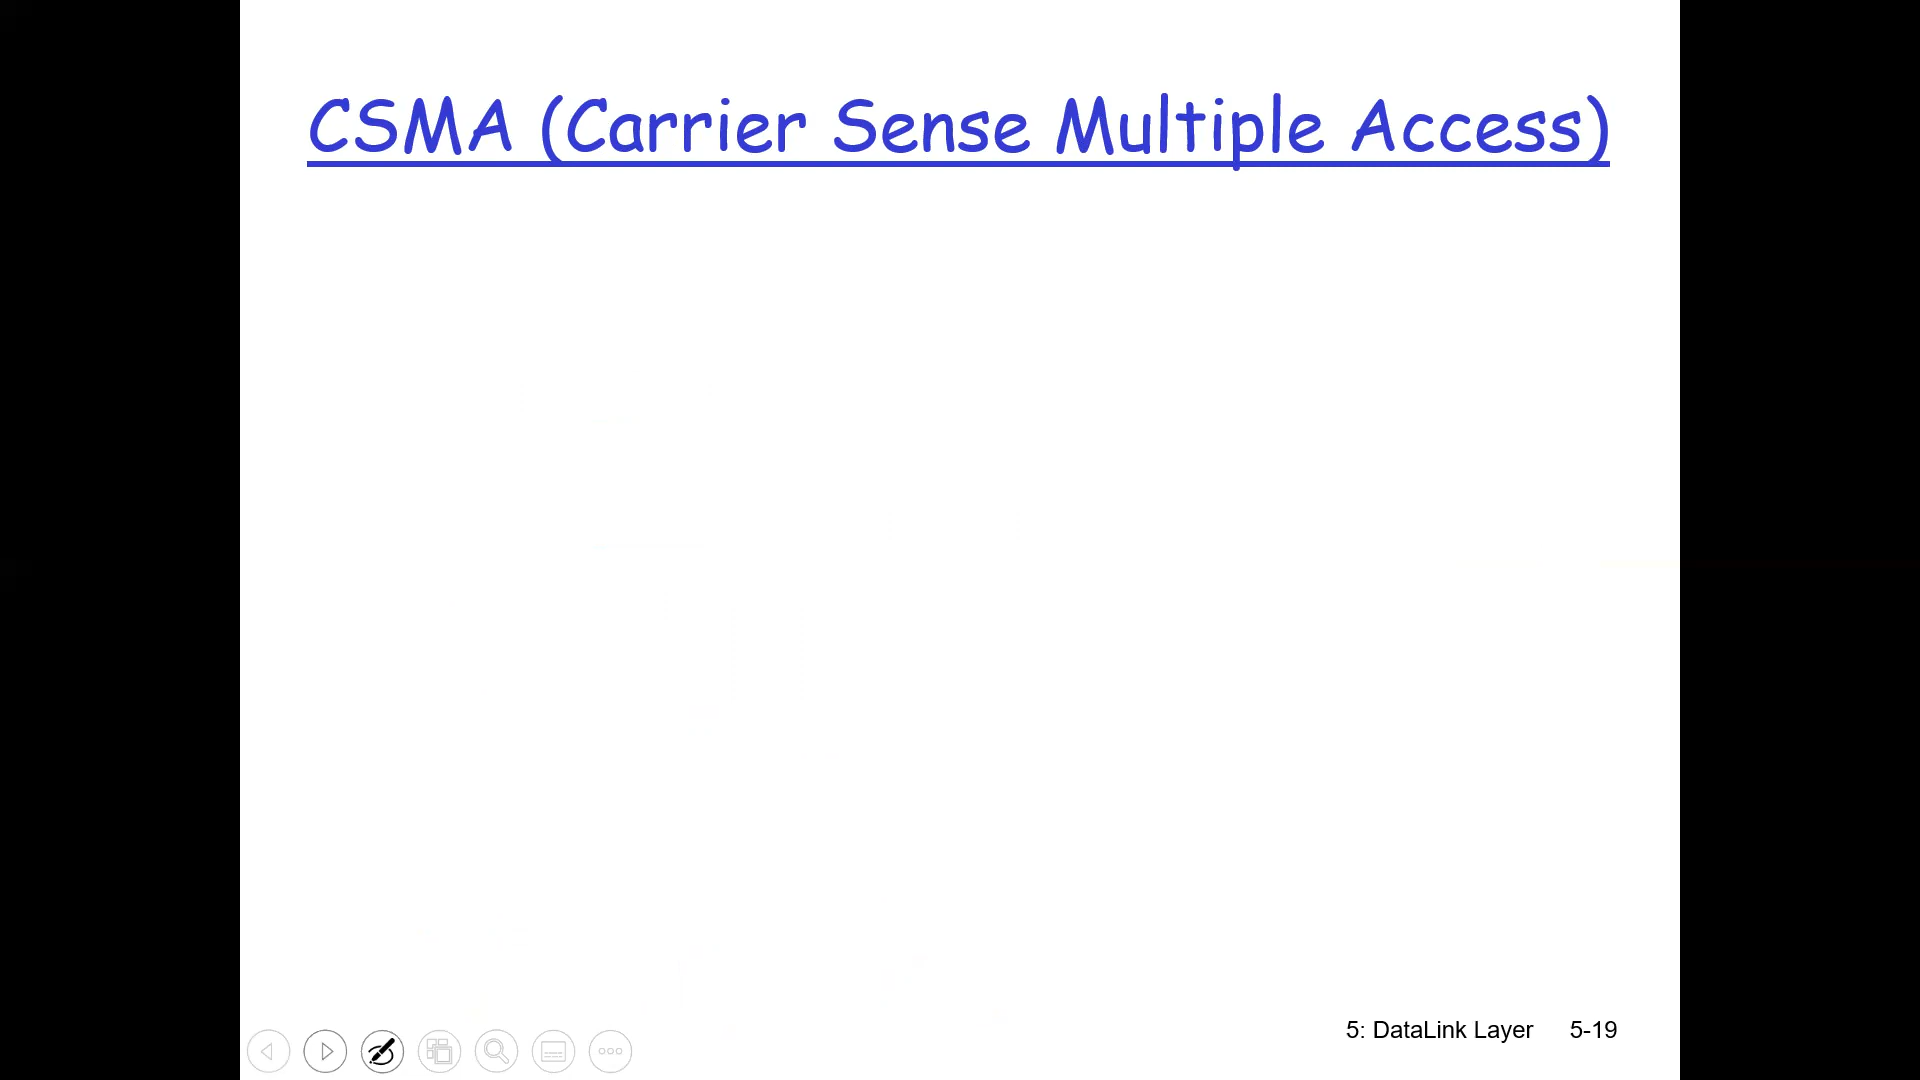 CSMA (Carrier Sense Multiple Access)
5: DataLink Layer 5-19